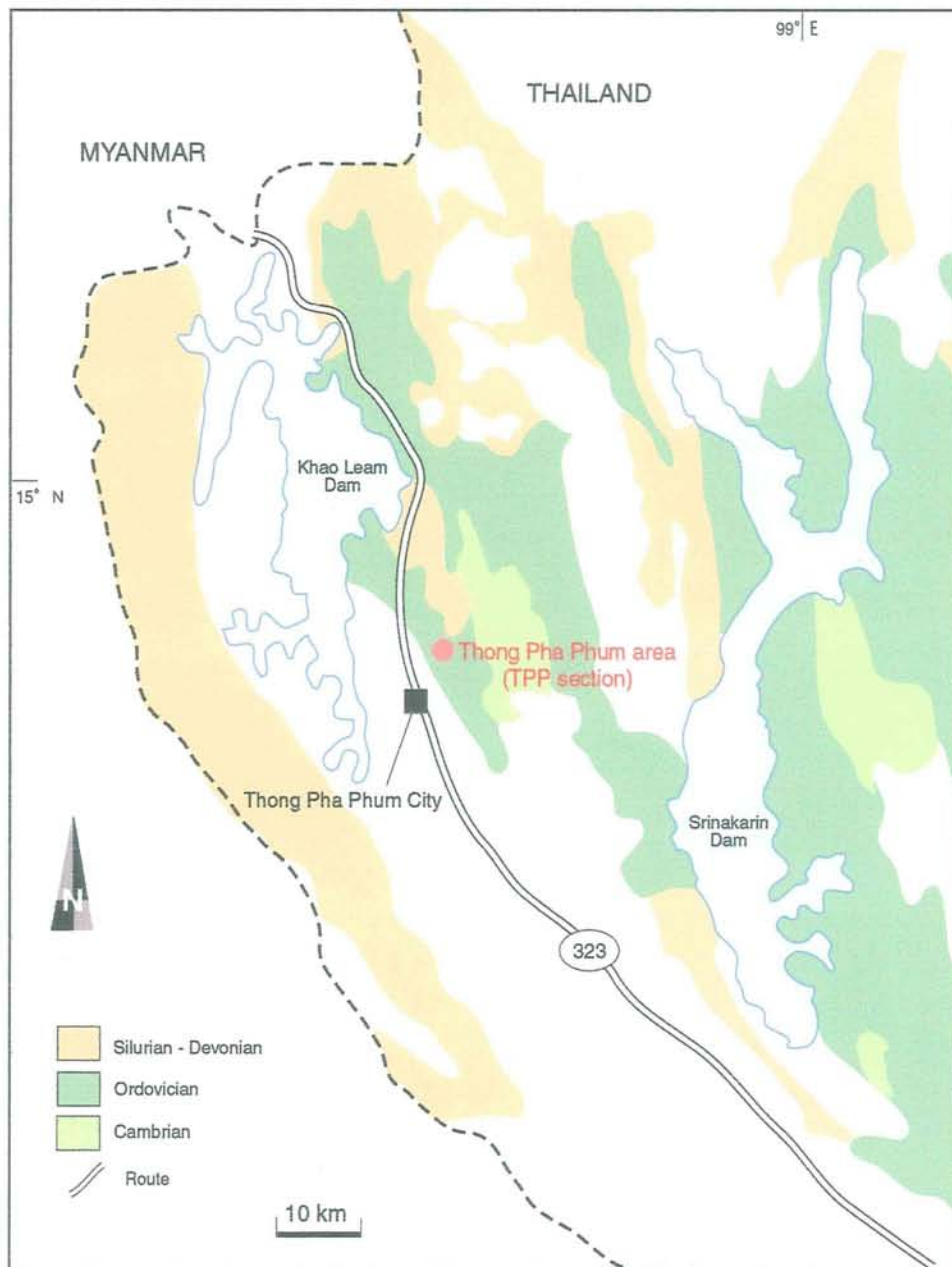 99° E
THAILAND
MYANMAR
Khao Leam
Dam
15° N
Thong Pha Phum area
(TPP section)
Thong Pha Phum City
Srinakarin
Dam
N
323
Silurian - Devonian
Ordovician
Cambrian
Route
10 km